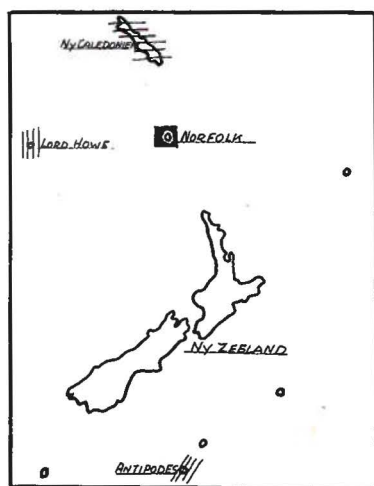 NY CALEDONIEN
LORD HOWE
NORFOLK
NY ZEELAND
ANTIPODES